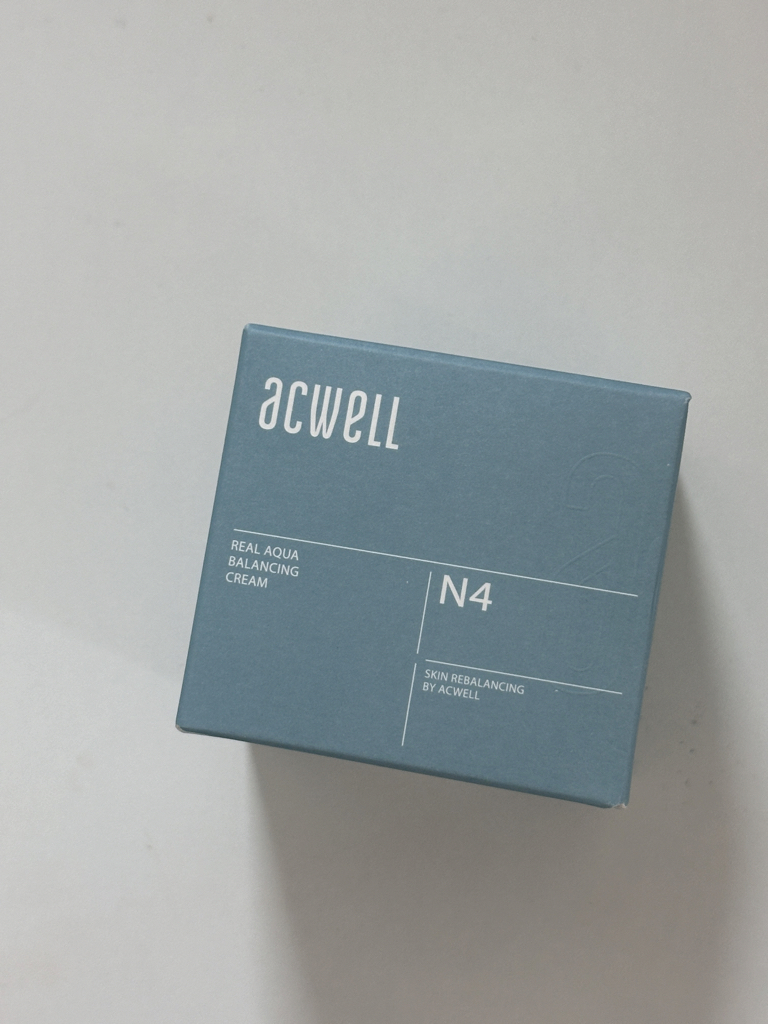 acwell
REAL AQUA
BALANCING
CREAM
N4
SKIN REBALANCING
BY ACWELL